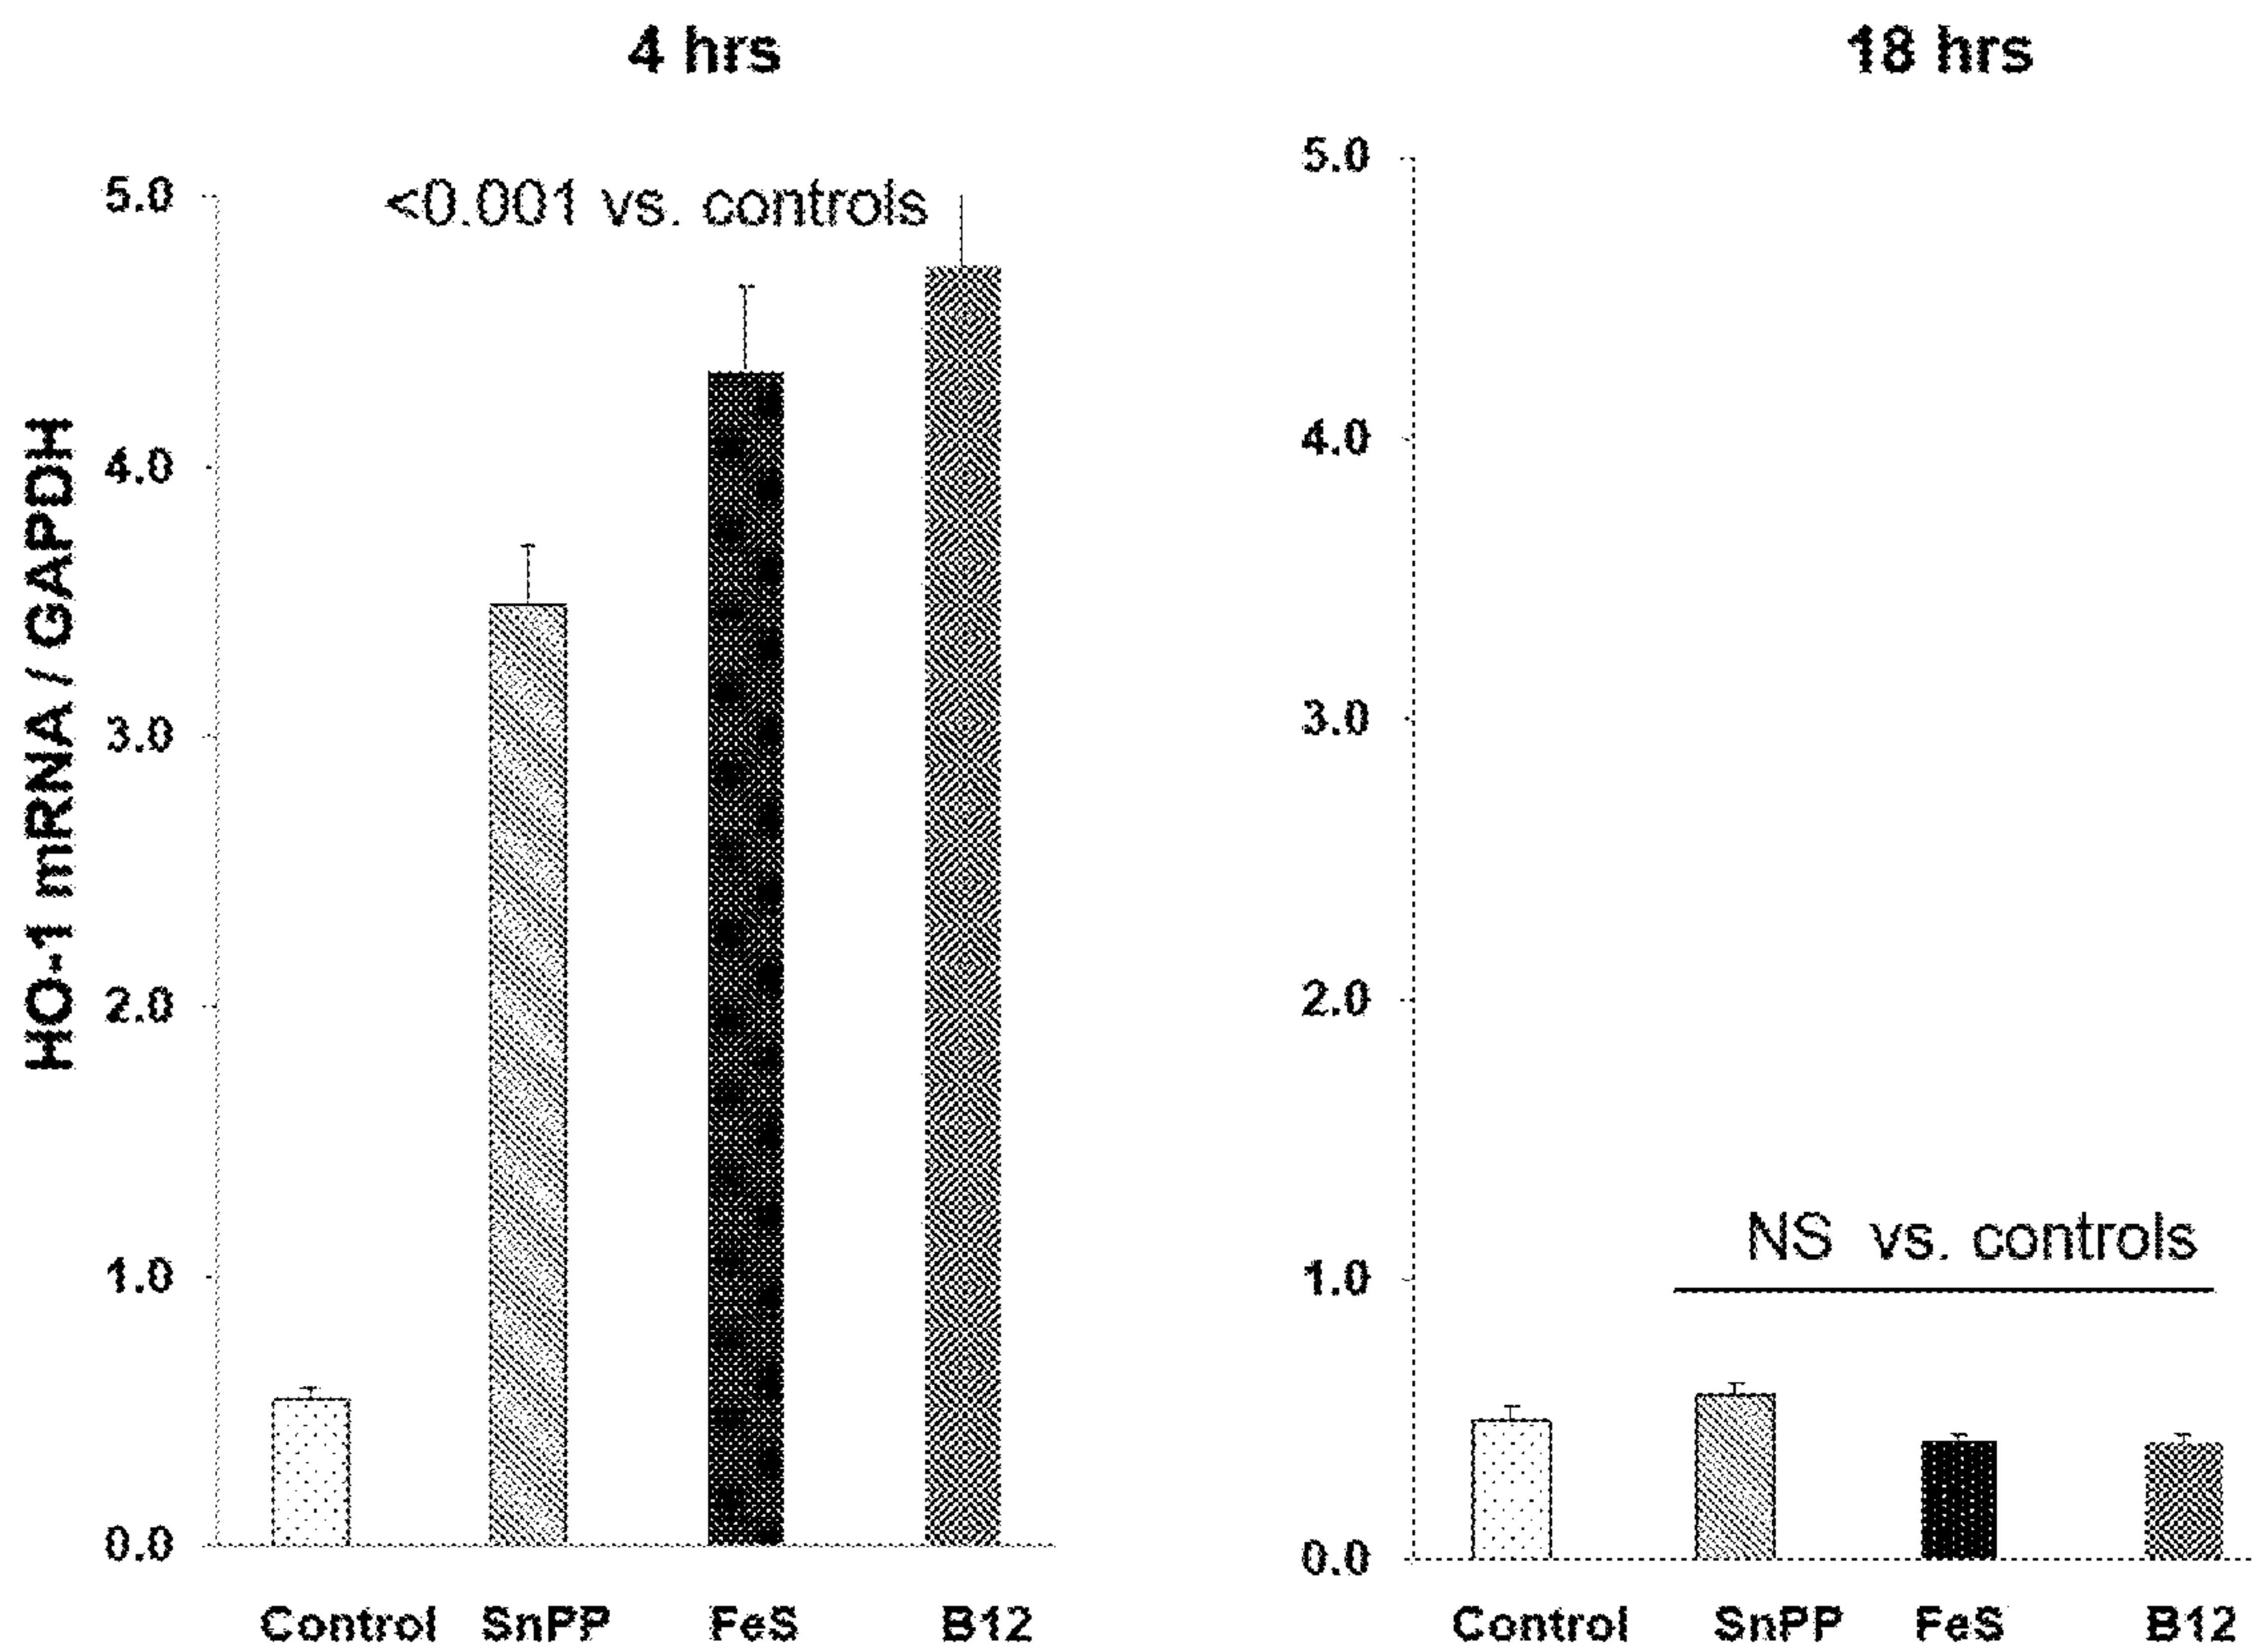 4 hrs
<0.001 vs. controls
HO-1 mRNA / GAPDH
5.0
4.0
3.0
2.0
1.0
0.0
Control SnPP FeS B12
18 hrs
5.0
4.0
3.0
2.0
1.0
0.0
NS vs. controls
Control SnPP FeS B12